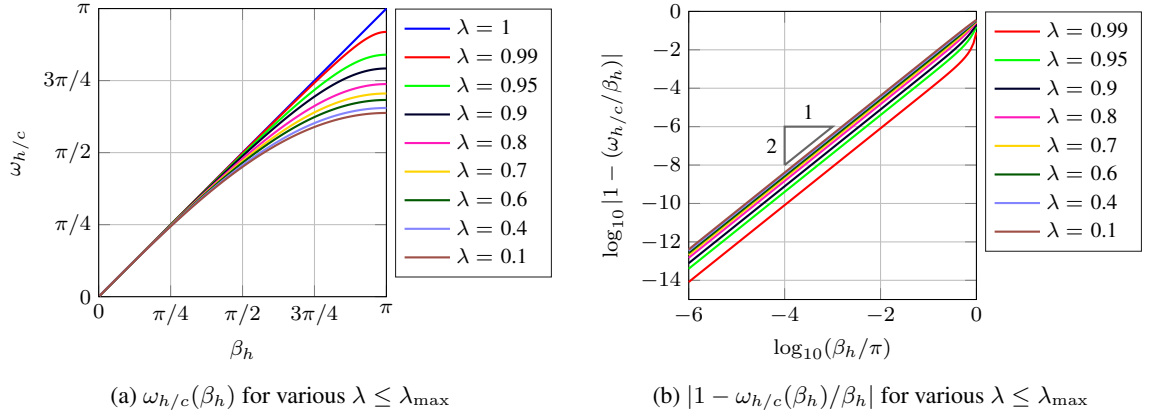 π
3π/4
π/2
π/4
0
0
π/4
π/2
3π/4
π
ω_{h/c}
β_h
λ = 1
λ = 0.99
λ = 0.95
λ = 0.9
λ = 0.8
λ = 0.7
λ = 0.6
λ = 0.4
λ = 0.1
(a) ω_{h/c}(β_h) for various λ ≤ λ_max
0
−2
−4
−6
−8
−10
−12
−14
−6
−4
−2
0
log_{10} |1 − (ω_{h/c}/β_h)|
log_{10}(β_h/π)
1
2
λ = 0.99
λ = 0.95
λ = 0.9
λ = 0.8
λ = 0.7
λ = 0.6
λ = 0.4
λ = 0.1
(b) |1 − ω_{h/c}(β_h)/β_h| for various λ ≤ λ_max